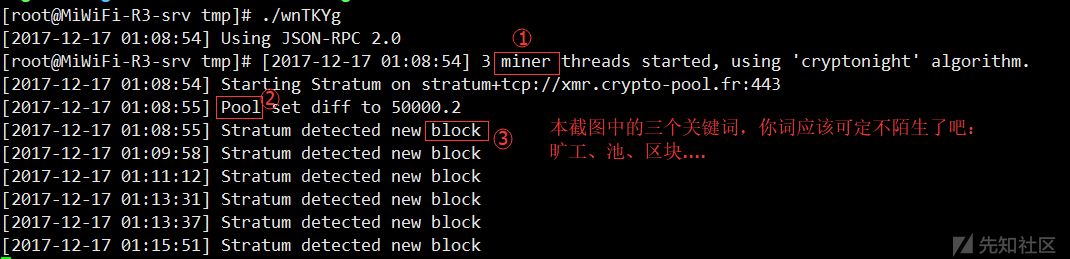 [root@MiWiFi-R3-srv tmp]# ./wnTKYg
[2017-12-17 01:08:54] Using JSON-RPC 2.0
①
[root@MiWiFi-R3-srv tmp]# [2017-12-17 01:08:54] 3 miner threads started, using 'cryptonight' algorithm.
[2017-12-17 01:08:54] Starting Stratum on stratum+tcp://xmr.crypto-pool.fr:443
②
[2017-12-17 01:08:55] Pool set diff to 50000.2
[2017-12-17 01:08:55] Stratum detected new block
③
本截图中的三个关键词，你词应该可定不陌生了吧：
旷工、池、区块....
[2017-12-17 01:09:58] Stratum detected new block
[2017-12-17 01:11:12] Stratum detected new block
[2017-12-17 01:13:31] Stratum detected new block
[2017-12-17 01:13:37] Stratum detected new block
[2017-12-17 01:15:51] Stratum detected new block
先知社区